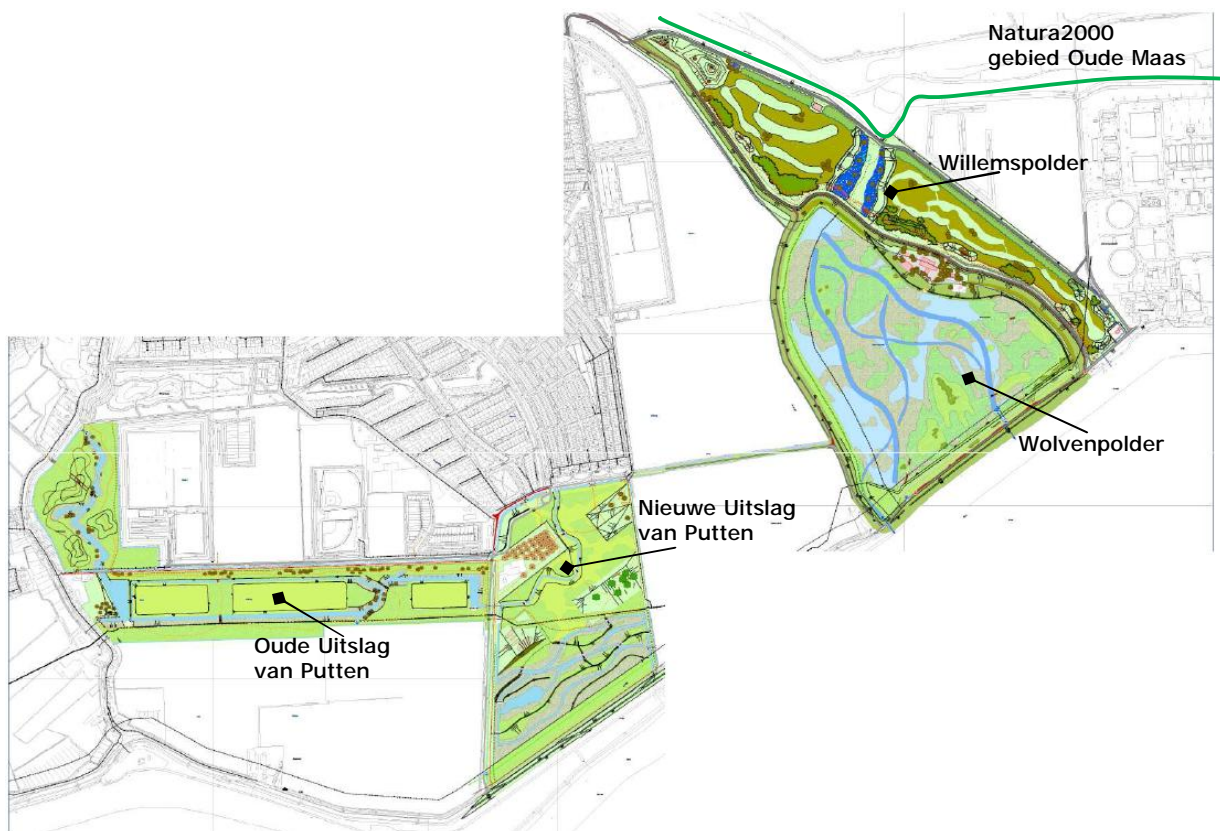 Natura2000
gebied Oude Maas
Willemspolder
Wolvenpolder
Nieuwe Uitslag
van Putten
Oude Uitslag
van Putten